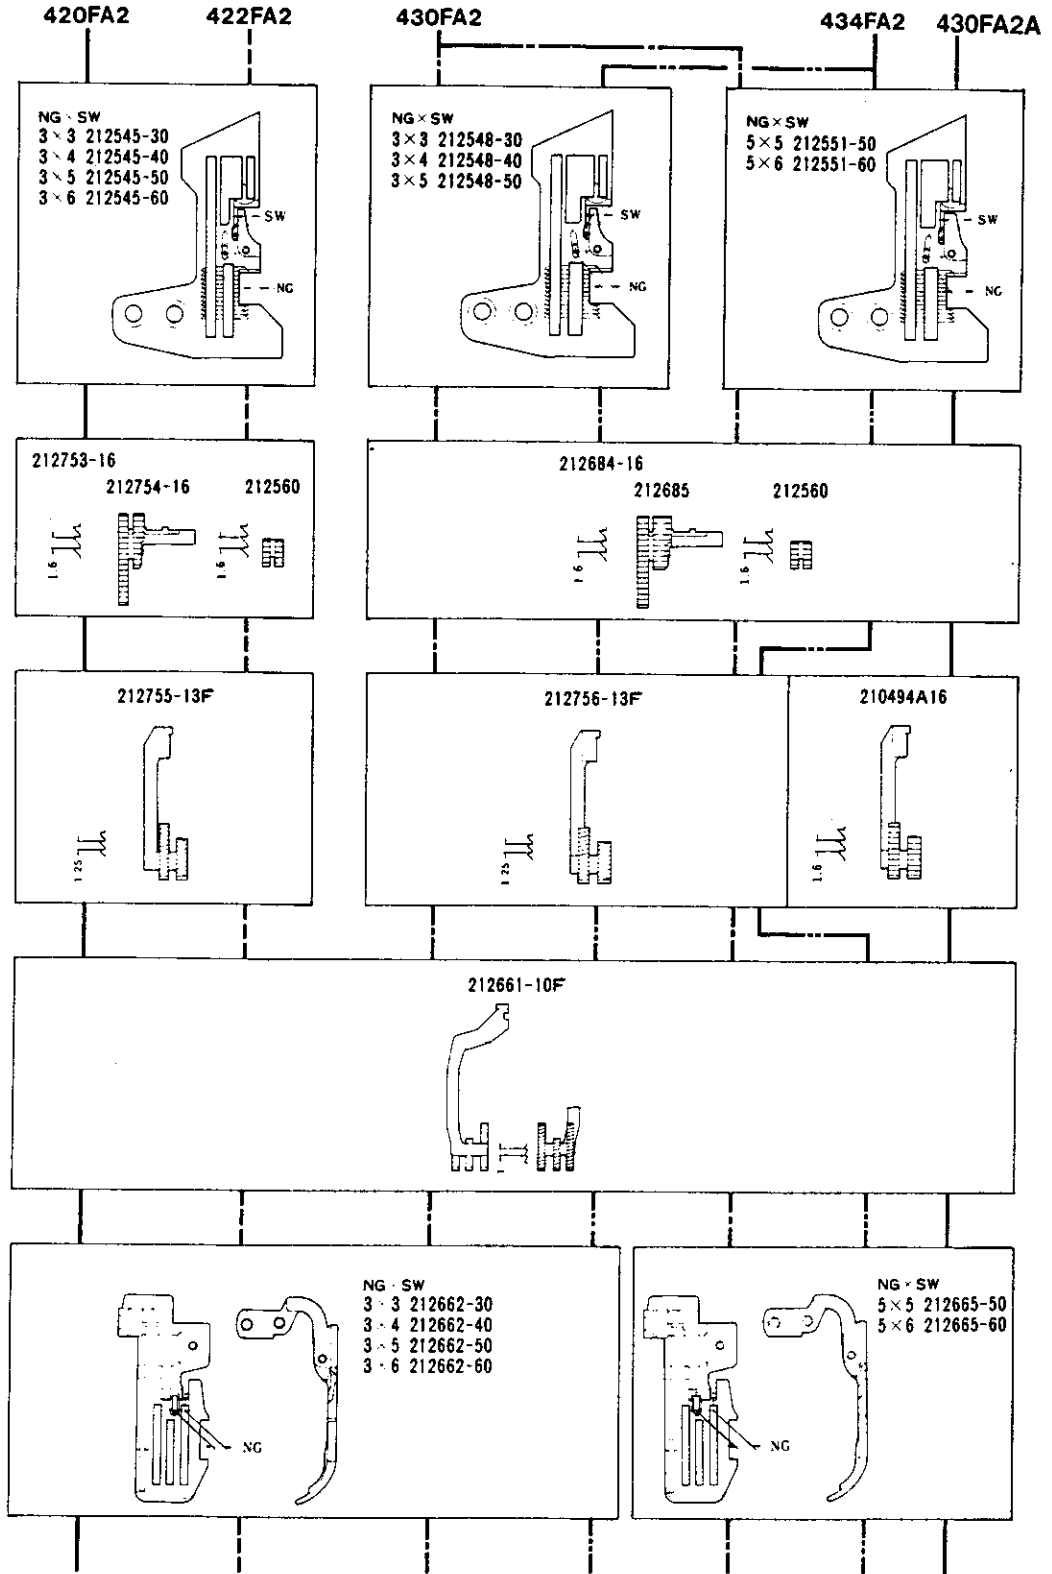 420FA2 422FA2 430FA2 434FA2 430FA2A
NG × SW
3 × 3 212545-30
3 × 4 212545-40
3 × 5 212545-50
3 × 6 212545-60
SW
NG
NG × SW
3 × 3 212548-30
3 × 4 212548-40
3 × 5 212548-50
SW
NG
NG × SW
5 × 5 212551-50
5 × 6 212551-60
SW
NG
212753-16
212754-16 212560
1.6 1.6
212684-16
212685 212560
1.6 1.6
212755-13F
1.25
212756-13F
1.25
210494A16
1.6
212661-10F
1
NG × SW
3 × 3 212662-30
3 × 4 212662-40
3 × 5 212662-50
3 × 6 212662-60
NG
NG × SW
5 × 5 212665-50
5 × 6 212665-60
NG